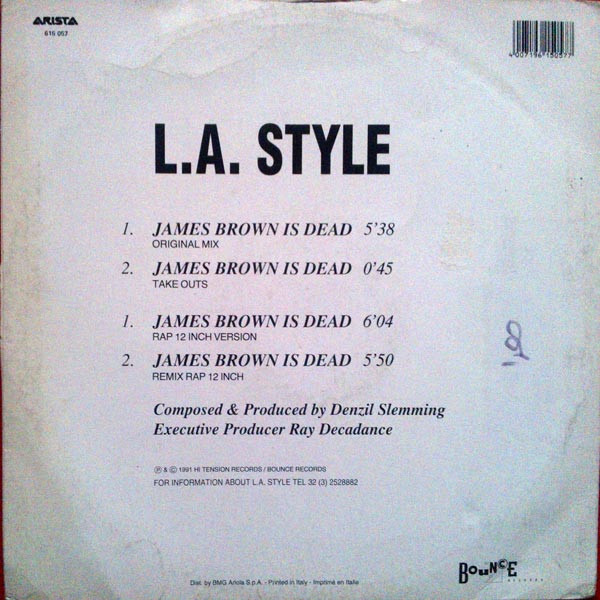 ARISTA
616 057
4 007196 150577
L.A. STYLE
1. JAMES BROWN IS DEAD 5'38
ORIGINAL MIX
2. JAMES BROWN IS DEAD 0'45
TAKE OUTS
1. JAMES BROWN IS DEAD 6'04
RAP 12 INCH VERSION
2. JAMES BROWN IS DEAD 5'50
REMIX RAP 12 INCH
Composed & Produced by Denzil Slemming
Executive Producer Ray Decadance
℗ & © 1991 HI TENSION RECORDS / BOUNCE RECORDS
FOR INFORMATION ABOUT L.A. STYLE TEL 32 (3) 2528882
BOUNCE
RECORDS
Dist. by BMG Ariola S.p.A. - Printed in Italy - Imprimé en Italie